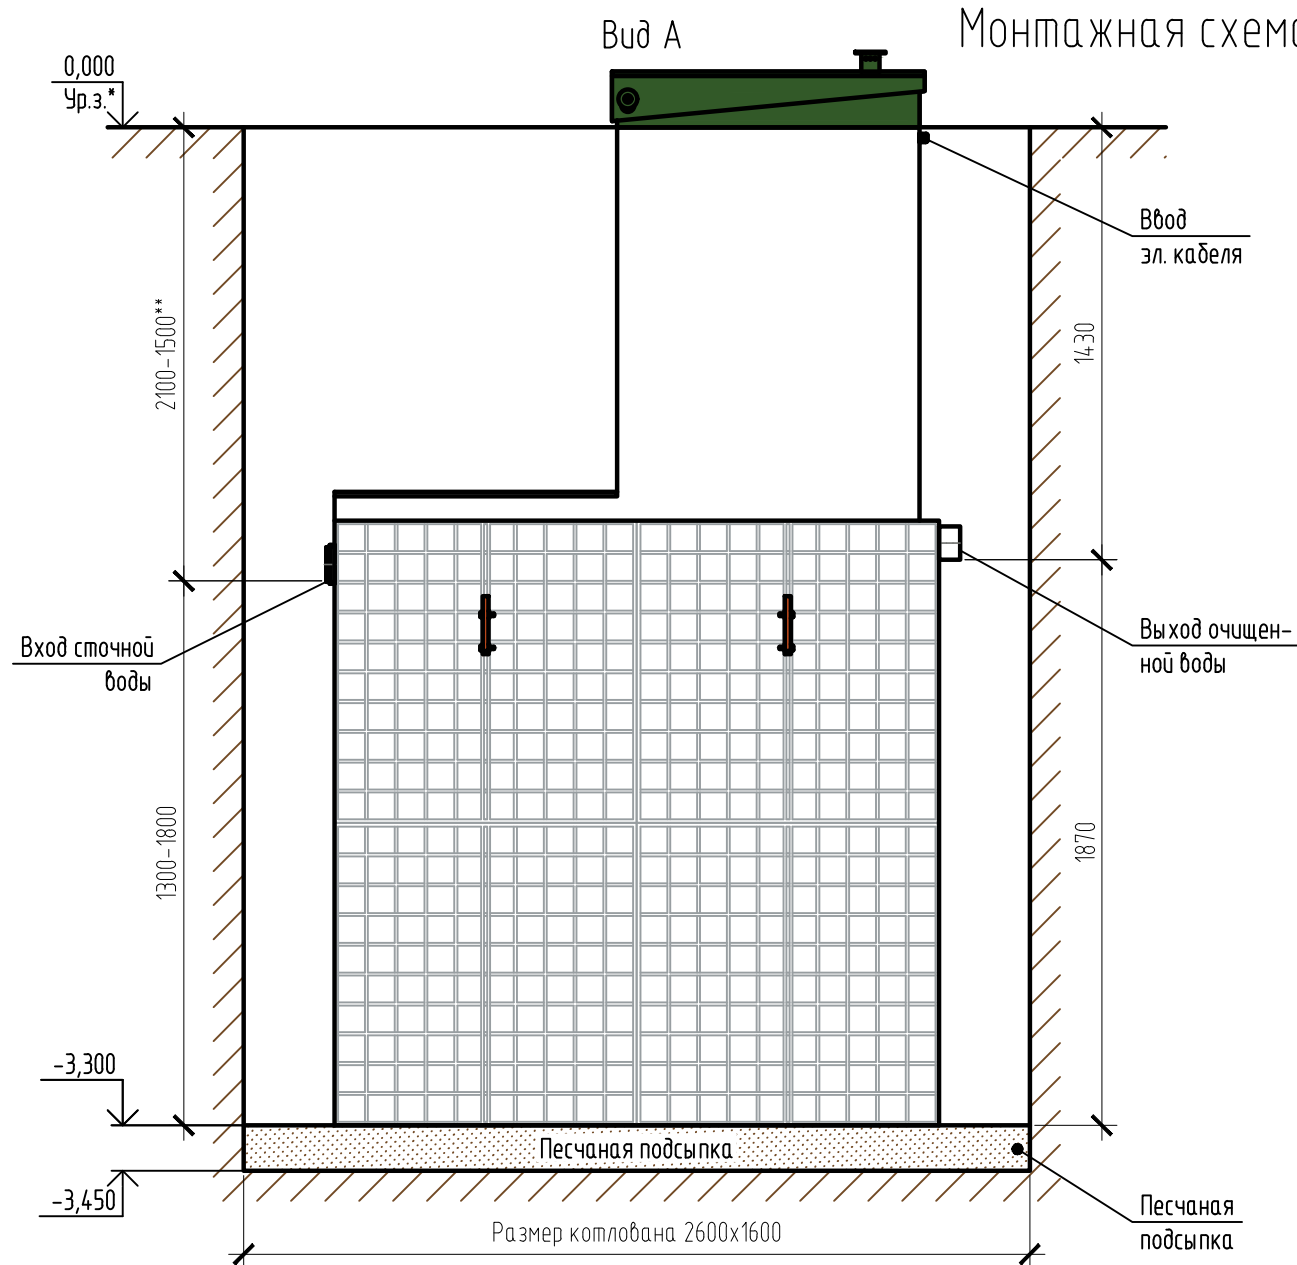 Вид А
Монтажная схема
0,000
Ур.з.*
Ввод
эл. кабеля
2100-1500**
1430
Вход сточной
воды
Выход очищен-
ной воды
1300-1800
1870
-3,300
Песчаная подсыпка
-3,450
Песчаная
подсыпка
Размер котлована 2600х1600